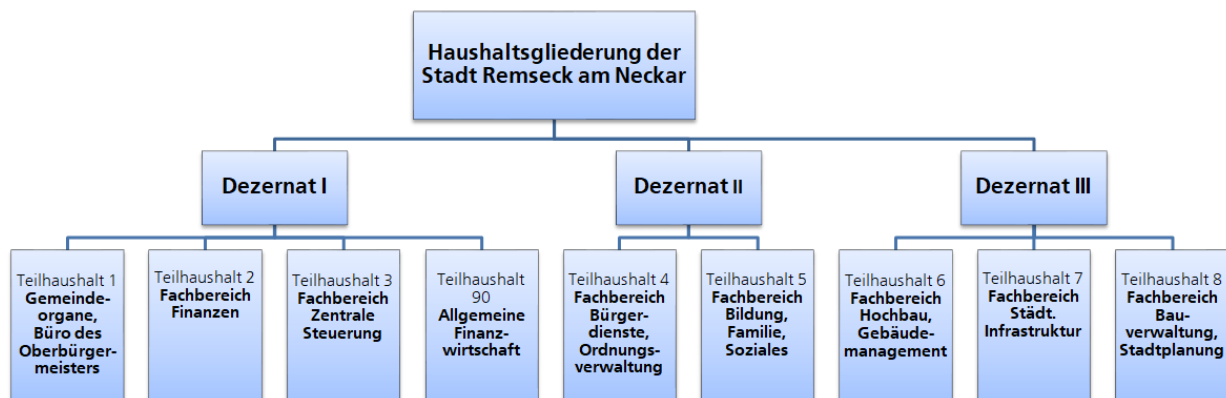 Haushaltsgliederung der
Stadt Remseck am Neckar
Dezernat I
Dezernat II
Dezernat III
Teilhaushalt 1
Gemeinde-
organe,
Büro des
Oberbürger-
meisters
Teilhaushalt 2
Fachbereich
Finanzen
Teilhaushalt 3
Fachbereich
Zentrale
Steuerung
Teilhaushalt
90
Allgemeine
Finanz-
wirtschaft
Teilhaushalt 4
Fachbereich
Bürger-
dienste,
Ordnungs-
verwaltung
Teilhaushalt 5
Fachbereich
Bildung,
Familie,
Soziales
Teilhaushalt 6
Fachbereich
Hochbau,
Gebäude-
management
Teilhaushalt 7
Fachbereich
Städt.
Infrastruktur
Teilhaushalt 8
Fachbereich
Bau-
verwaltung,
Stadtplanung